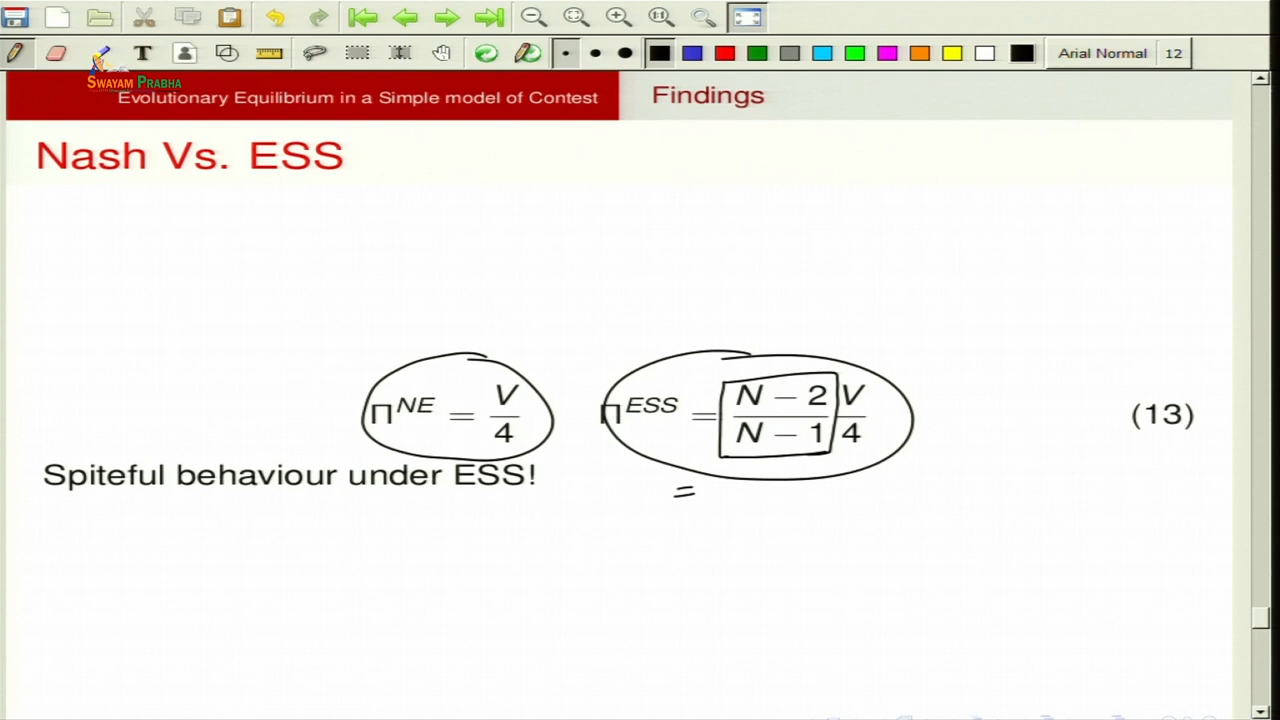 T
Arial Normal 12
SWAYAM PRABHA
Evolutionary Equilibrium in a Simple model of Contest Findings
Nash Vs. ESS
Π^NE = V/4 Π^ESS = N − 2/N − 1 V/4 (13)
Spiteful behaviour under ESS!
=